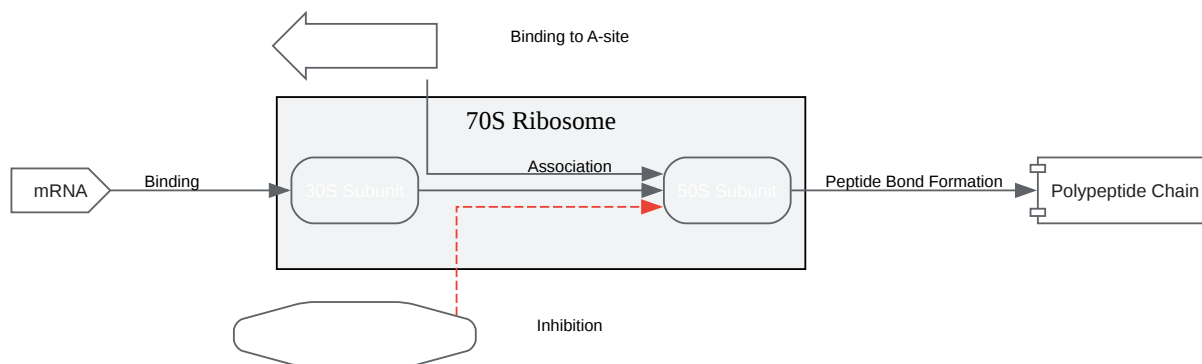 Binding to A-site
70S Ribosome
mRNA
Binding
30S Subunit
Association
50S Subunit
Peptide Bond Formation
Polypeptide Chain
Inhibition